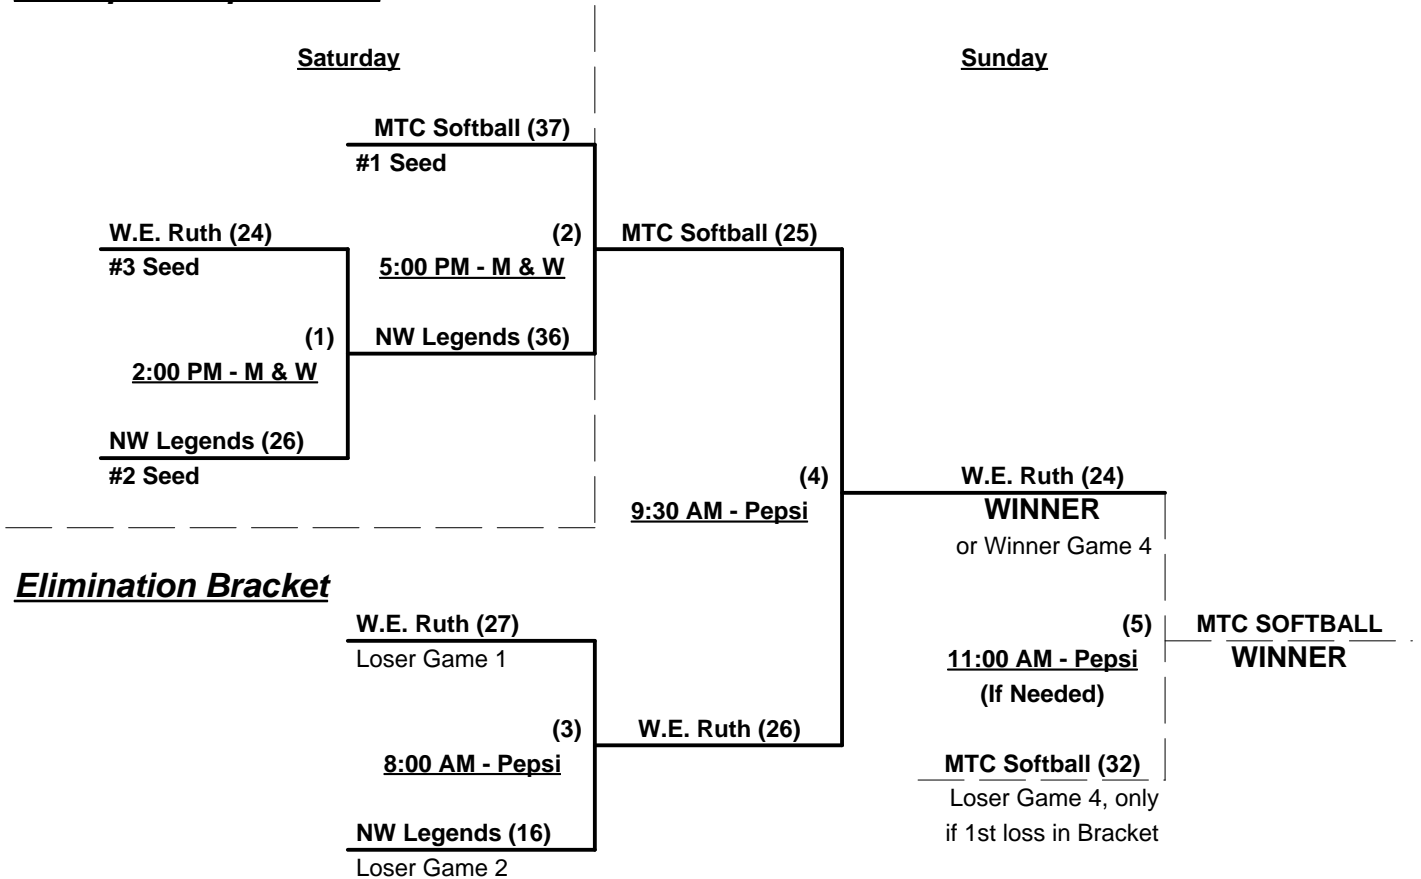 Saturday
Sunday
MTC Softball (37)
#1 Seed
W.E. Ruth (24)
#3 Seed
(2)
5:00 PM - M & W
MTC Softball (25)
(1)
2:00 PM - M & W
NW Legends (36)
NW Legends (26)
#2 Seed
(4)
9:30 AM - Pepsi
W.E. Ruth (24)
WINNER
or Winner Game 4
Elimination Bracket
W.E. Ruth (27)
Loser Game 1
(5)
11:00 AM - Pepsi
(If Needed)
MTC SOFTBALL
WINNER
(3)
8:00 AM - Pepsi
W.E. Ruth (26)
MTC Softball (32)
Loser Game 4, only
if 1st loss in Bracket
NW Legends (16)
Loser Game 2